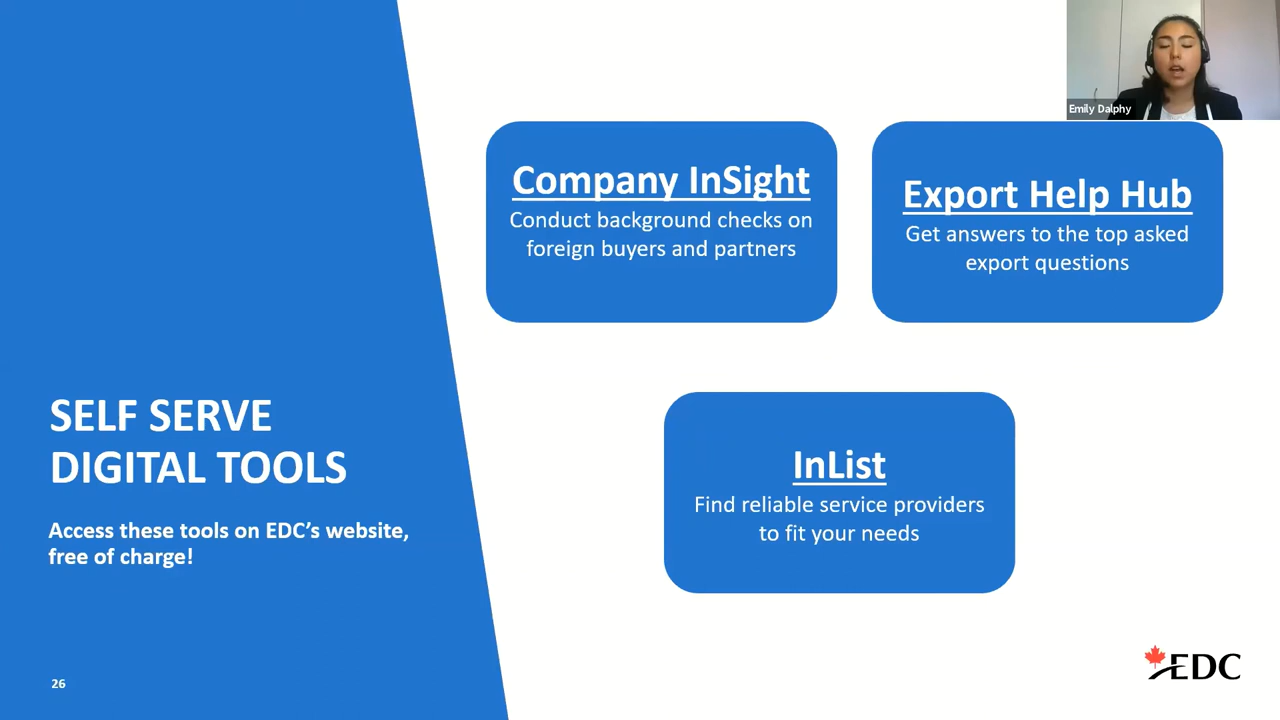 Emily Dalphy
Company InSight
Conduct background checks on
foreign buyers and partners
Export Help Hub
Get answers to the top asked
export questions
SELF SERVE
DIGITAL TOOLS
Access these tools on EDC’s website,
free of charge!
InList
Find reliable service providers
to fit your needs
26
EDC